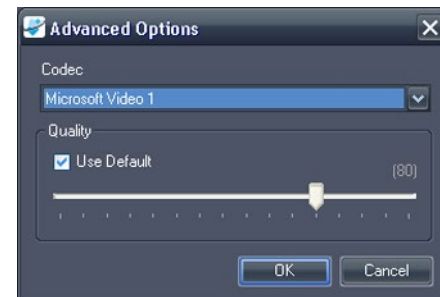 Advanced Options
Codec
Microsoft Video 1
Quality
Use Default
(80)
OK Cancel